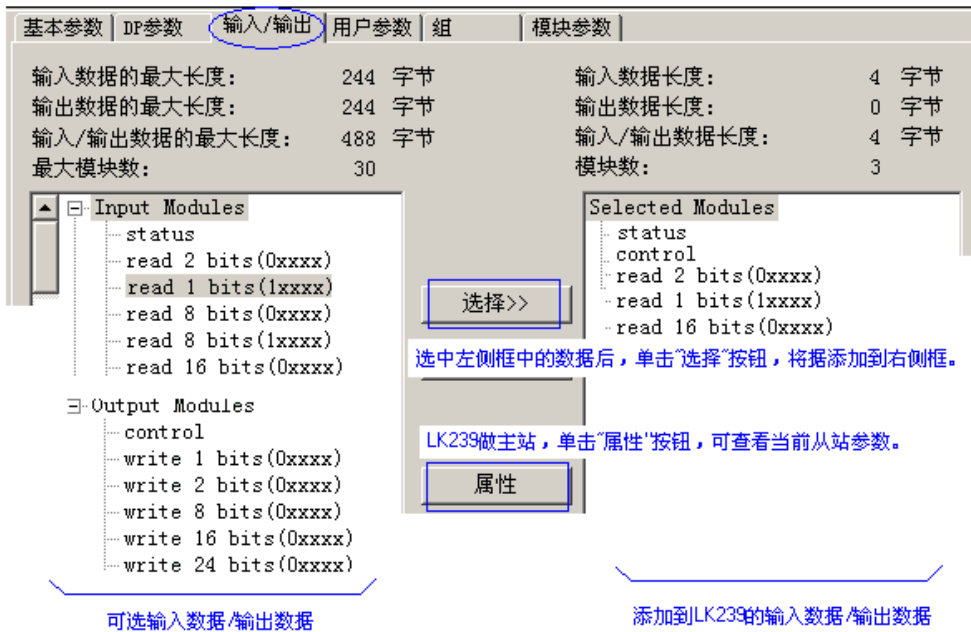 基本参数 DP参数 输入/输出 用户参数 组 模块参数
输入数据的最大长度: 244 字节 输入数据长度: 4 字节
输出数据的最大长度: 244 字节 输出数据长度: 0 字节
输入/输出数据的最大长度: 488 字节 输入/输出数据长度: 4 字节
最大模块数: 30 模块数: 3
Input Modules
status
read 2 bits(0xxxx)
read 1 bits(1xxxx)
read 8 bits(0xxxx)
read 8 bits(1xxxx)
read 16 bits(0xxxx)
Output Modules
control
write 1 bits(0xxxx)
write 2 bits(0xxxx)
write 8 bits(0xxxx)
write 16 bits(0xxxx)
write 24 bits(0xxxx)
可选输入数据/输出数据
选择>>
选中左侧框中的数据后，单击“选择”按钮，将据添加到右侧框。
LK239做主站，单击“属性'按钮，可查看当前从站参数。
属性
Selected Modules
status
control
read 2 bits(0xxxx)
read 1 bits(1xxxx)
read 16 bits(0xxxx)
添加到LK239的输入数据/输出数据